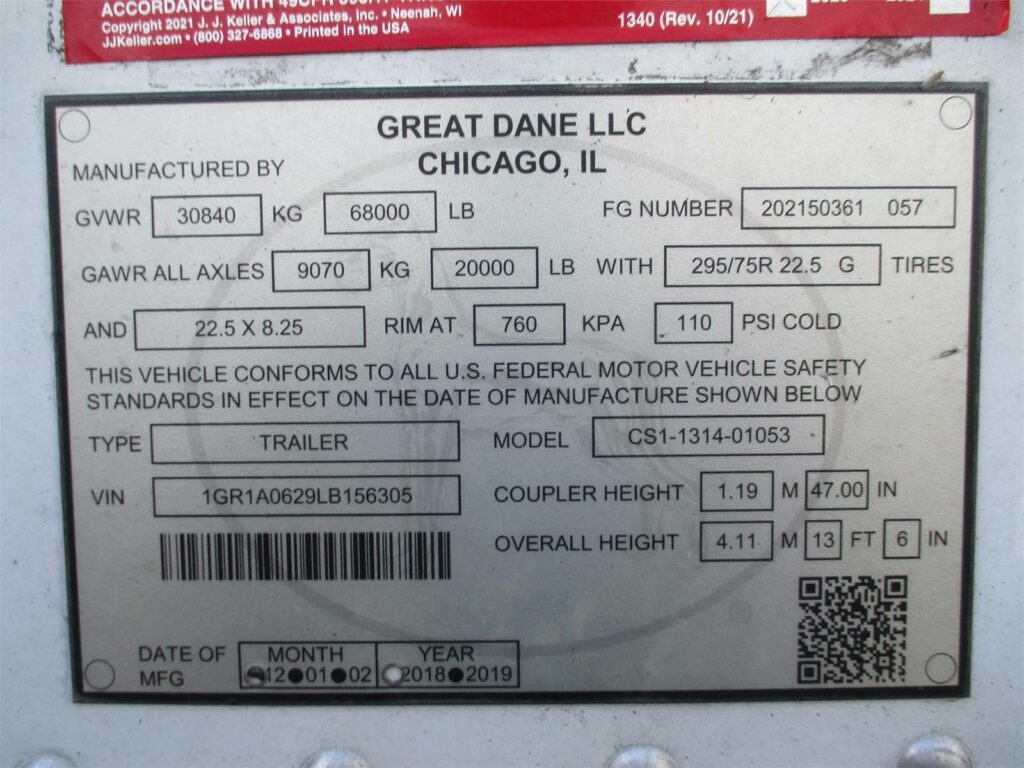 ACCORDANCE WITH 49CFR
Copyright 2021 J. J. Keller & Associates, Inc. • Neenah, WI
JJKeller.com • (800) 327-6868 • Printed in the USA
1340 (Rev. 10/21)
GREAT DANE LLC
CHICAGO, IL
MANUFACTURED BY
GVWR 30840 KG 68000 LB FG NUMBER 202150361 057
GAWR ALL AXLES 9070 KG 20000 LB WITH 295/75R 22.5 G TIRES
AND 22.5 X 8.25 RIM AT 760 KPA 110 PSI COLD
THIS VEHICLE CONFORMS TO ALL U.S. FEDERAL MOTOR VEHICLE SAFETY
STANDARDS IN EFFECT ON THE DATE OF MANUFACTURE SHOWN BELOW
TYPE TRAILER MODEL CS1-1314-01053
VIN 1GR1A0629LB156305 COUPLER HEIGHT 1.19 M 47.00 IN
OVERALL HEIGHT 4.11 M 13 FT 6 IN
DATE OF MFG MONTH YEAR
12 01 02 2018 2019